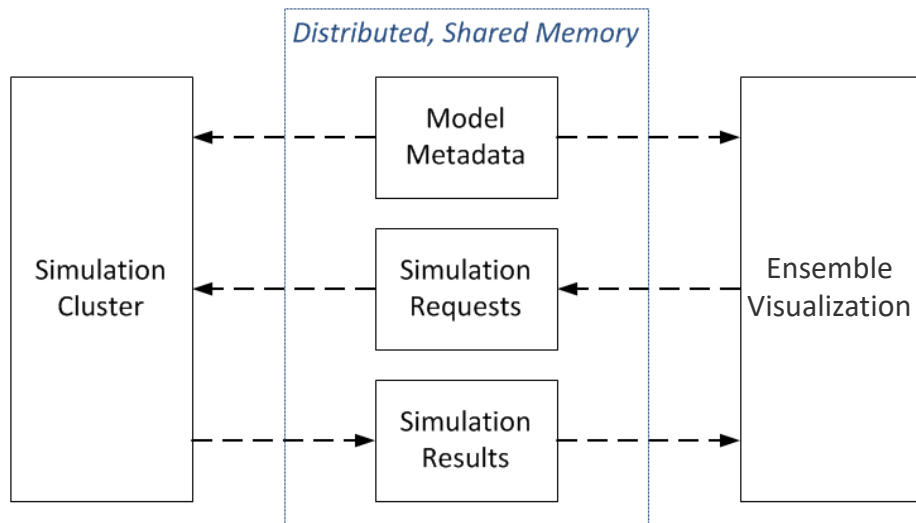 Distributed, Shared Memory
Model
Metadata
Simulation
Cluster
Simulation
Requests
Ensemble
Visualization
Simulation
Results